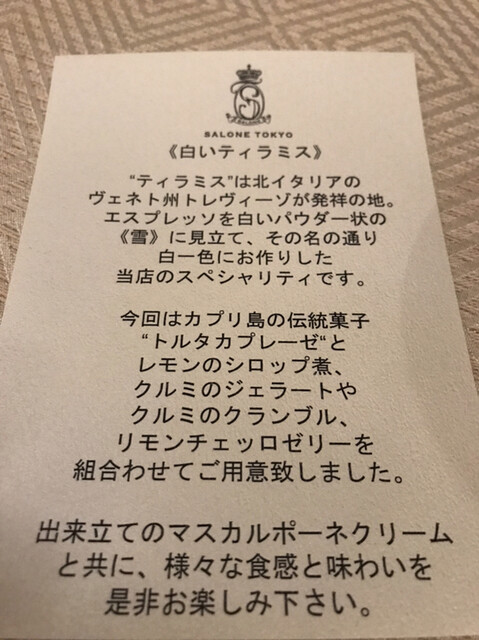 SALONE TOKYO
《白いティラミス》
“ティラミス”は北イタリアの
ヴェネト州トレヴィーゾが発祥の地。
エスプレッソを白いパウダー状の
《雪》に見立て、その名の通り
白一色にお作りした
当店のスペシャリティです。
今回はカプリ島の伝統菓子
“トルタカプレーゼ“と
レモンのシロップ煮、
クルミのジェラートや
クルミのクランブル、
リモンチェッロゼリーを
組合わせてご用意致しました。
出来立てのマスカルポーネクリーム
と共に、様々な食感と味わいを
是非お楽しみ下さい。